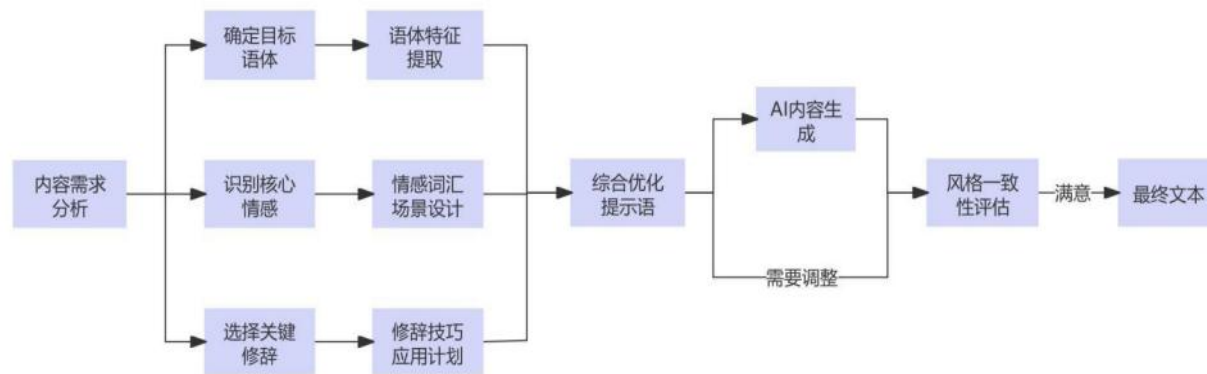 确定目标
语体
语体特征
提取
AI内容生
成
内容需求
分析
识别核心
情感
情感词汇
场景设计
综合优化
提示语
风格一致
性评估
满意
最终文本
需要调整
选择关键
修辞
修辞技巧
应用计划